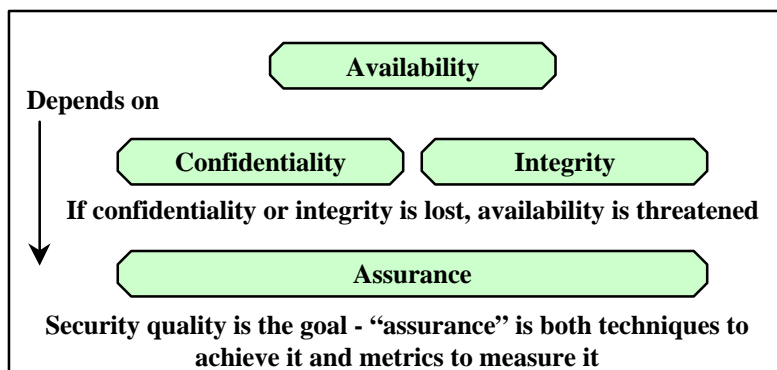 Availability
Depends on
Confidentiality
Integrity
If confidentiality or integrity is lost, availability is threatened
Assurance
Security quality is the goal - “assurance” is both techniques to
achieve it and metrics to measure it